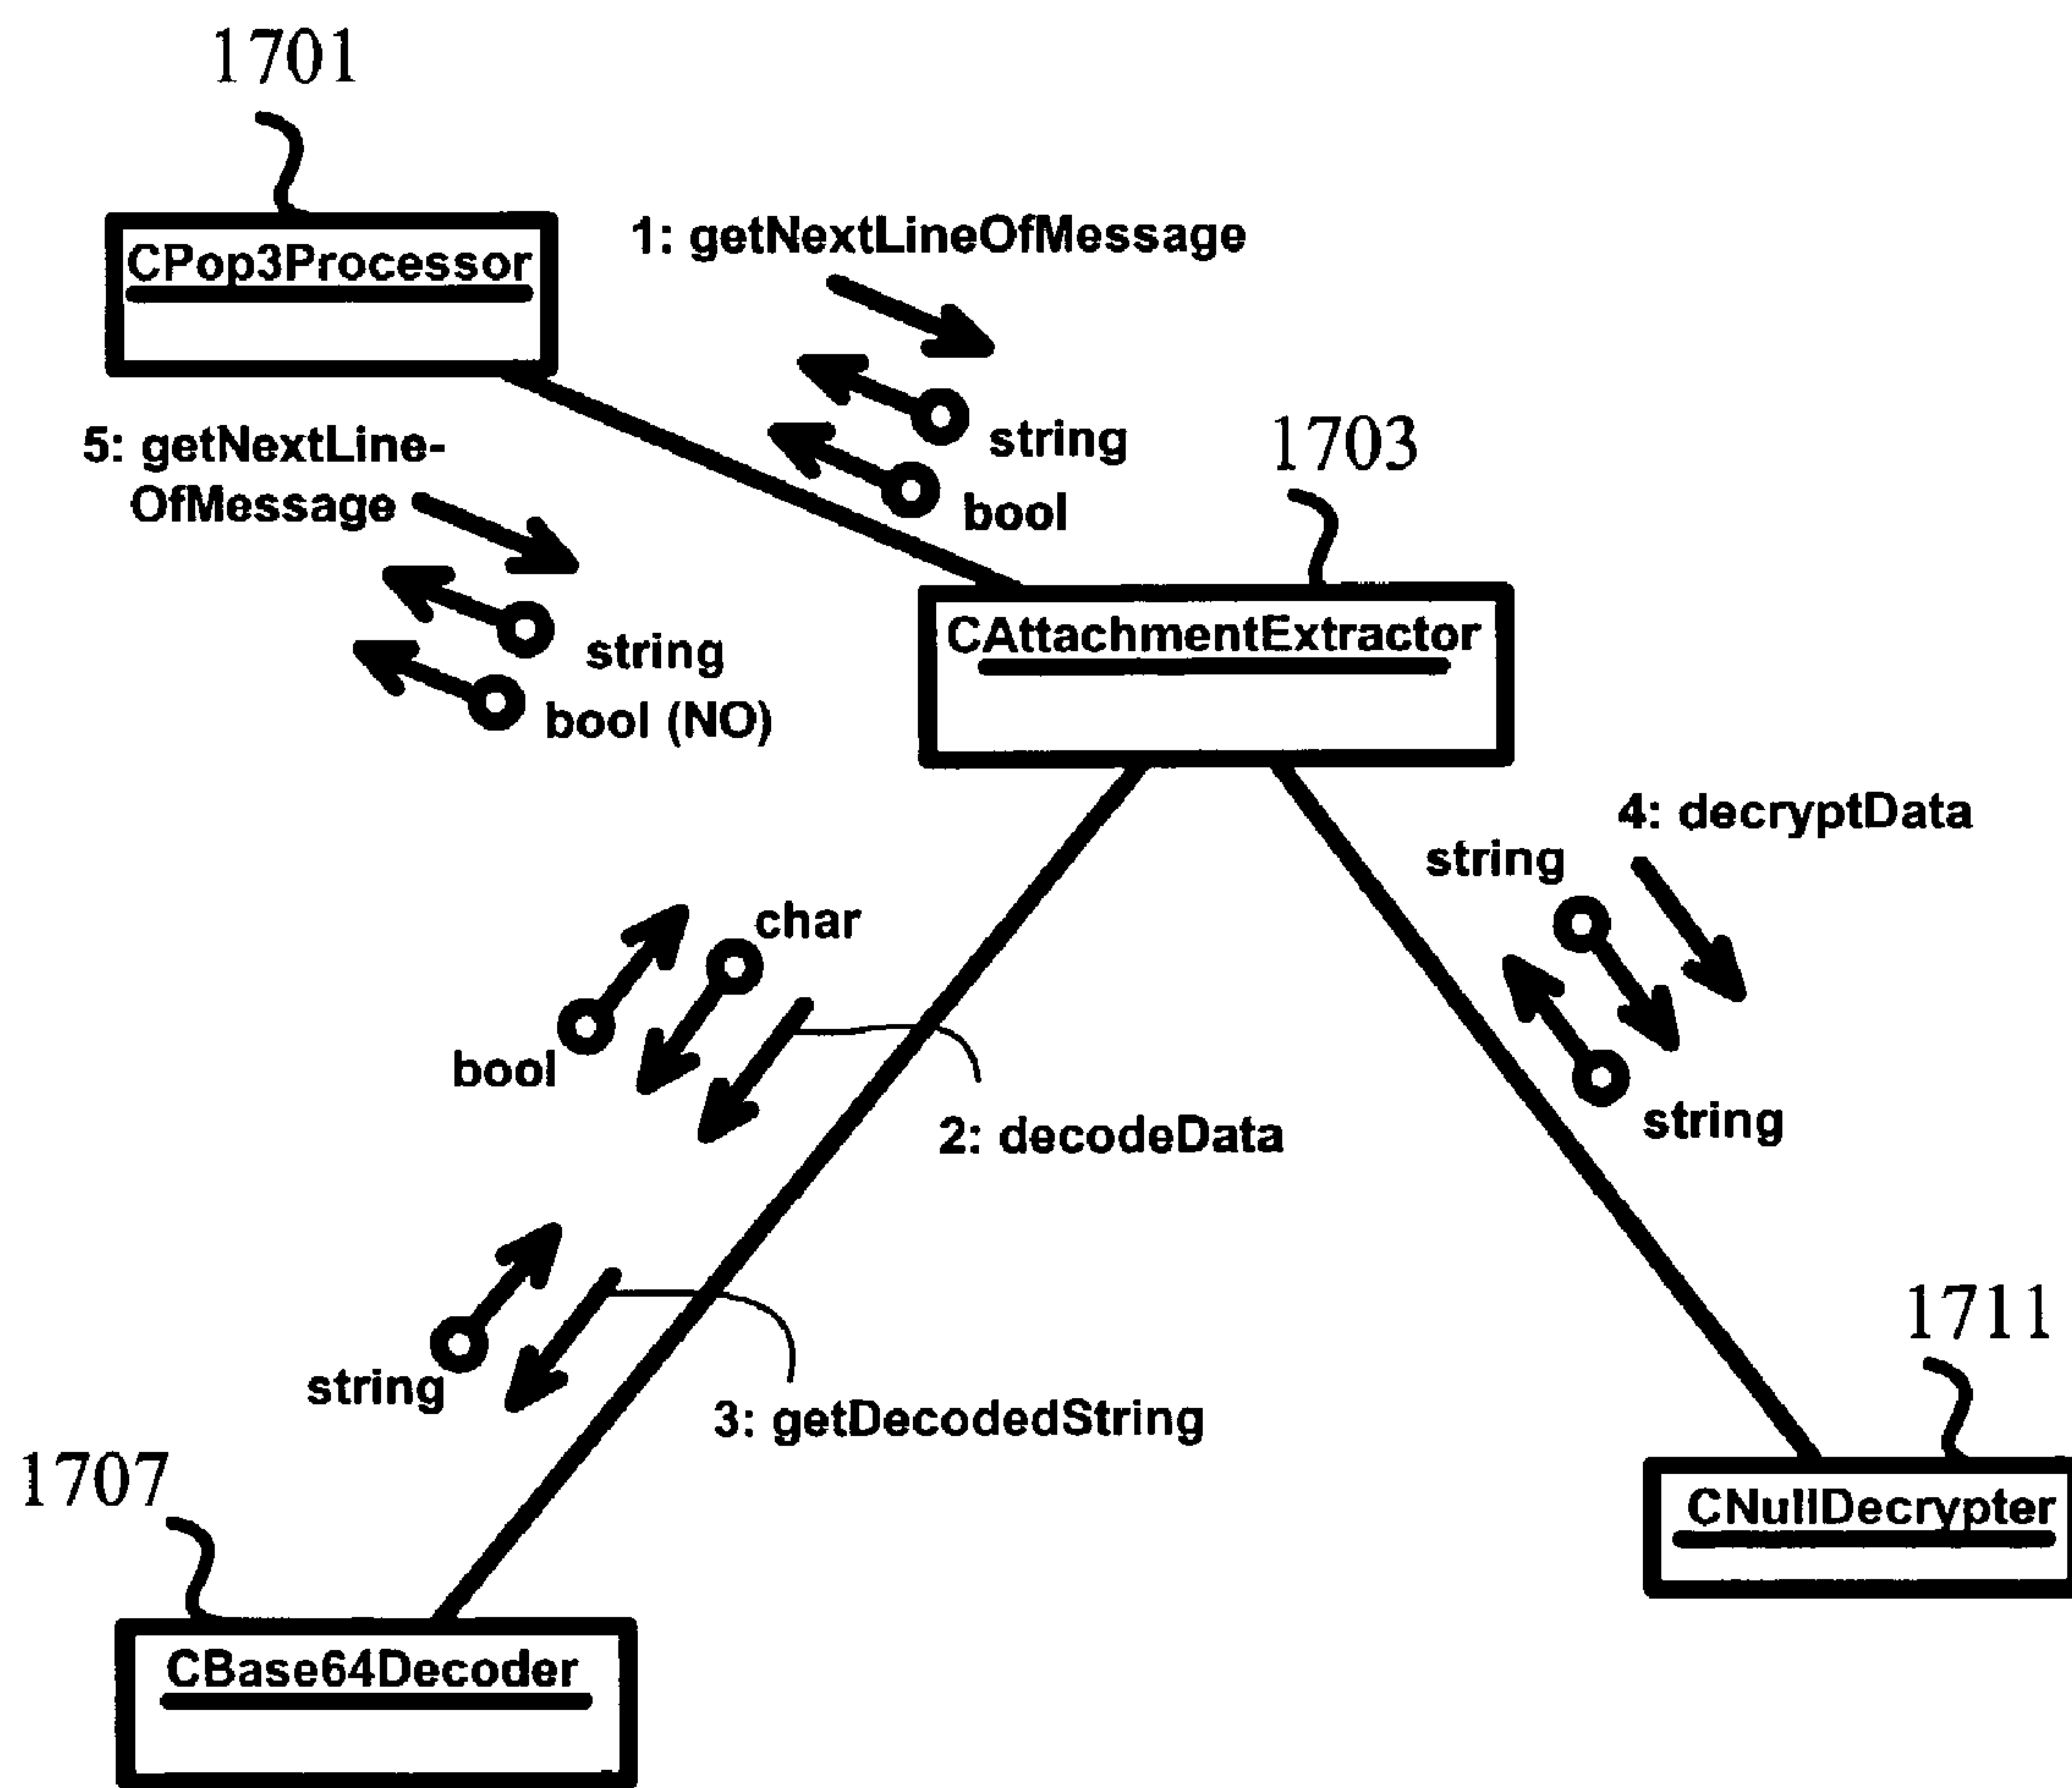 1701
CPop3Processor
1: getNextLineOfMessage
string
bool
5: getNextLine-
OfMessage
string
bool (NO)
1703
CAttachmentExtractor
4: decryptData
string
string
char
bool
2: decodeData
string
3: getDecodedString
1711
CNullDecrypter
1707
CBase64Decoder